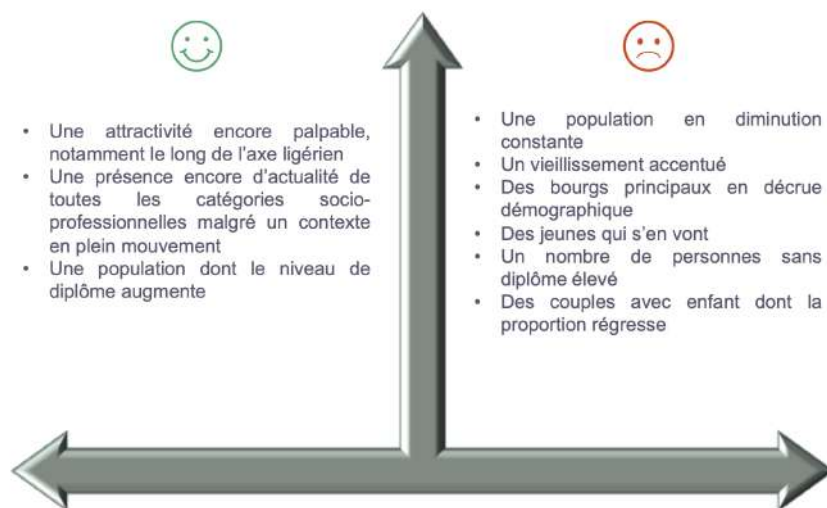 • Une attractivité encore palpable,
notamment le long de l'axe ligérien
• Une présence encore d'actualité de
toutes les catégories socio-
professionnelles malgré un contexte
en plein mouvement
• Une population dont le niveau de
diplôme augmente
• Une population en diminution
constante
• Un vieillissement accentué
• Des bourgs principaux en décrue
démographique
• Des jeunes qui s'en vont
• Un nombre de personnes sans
diplôme élevé
• Des couples avec enfant dont la
proportion régresse